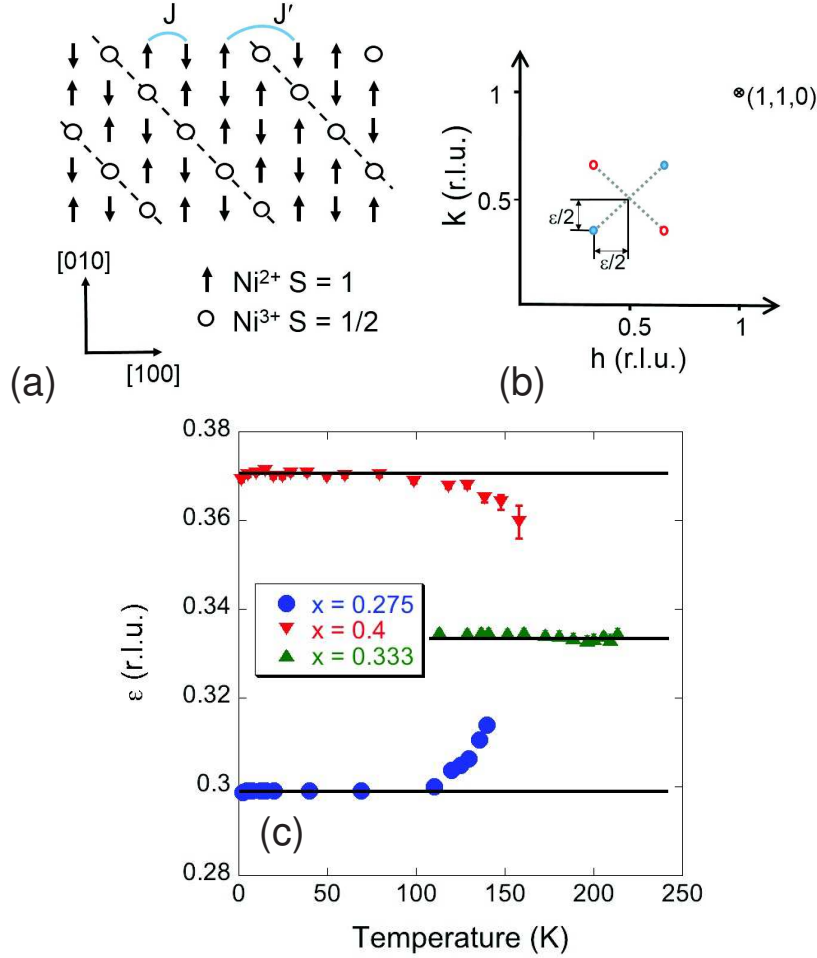 J J′
[010]
[100]
Ni2+ S = 1
Ni3+ S = 1/2
(a)
k (r.l.u.)
1
0.5
(1,1,0)
ε/2
ε/2
0.5 1
h (r.l.u.)
(b)
ε (r.l.u.)
0.38
0.36
0.34
0.32
0.3
0.28
x = 0.275
x = 0.4
x = 0.333
(c)
0 50 100 150 200 250
Temperature (K)